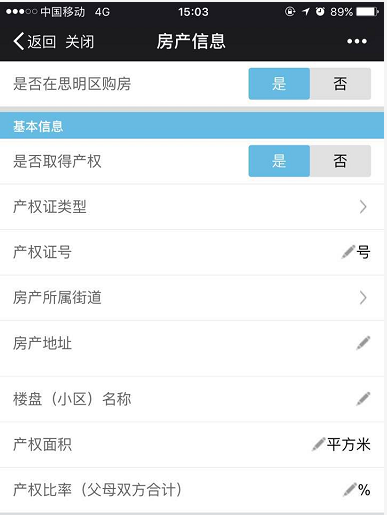 中国移动 4G 15:03 89%
返回 关闭 房产信息
是否在思明区购房 是 否
基本信息
是否取得产权 是 否
产权证类型
产权证号 号
房产所属街道
房产地址
楼盘（小区）名称
产权面积 平方米
产权比率（父母双方合计） %